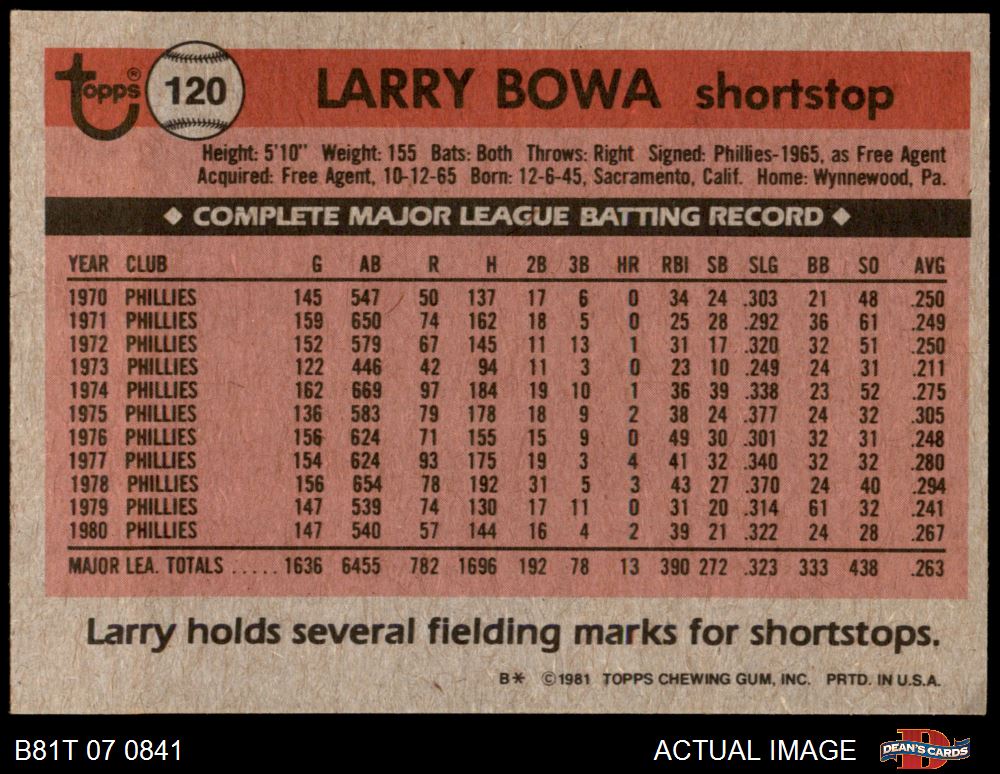 Topps® 120 LARRY BOWA shortstop
Height: 5'10" Weight: 155 Bats: Both Throws: Right Signed: Phillies-1965, as Free Agent
Acquired: Free Agent, 10-12-65 Born: 12-6-45, Sacramento, Calif. Home: Wynnewood, Pa.
◆ COMPLETE MAJOR LEAGUE BATTING RECORD ◆
YEAR CLUB G AB R H 2B 3B HR RBI SB SLG BB SO AVG
1970 PHILLIES 145 547 50 137 17 6 0 34 24 .303 21 48 .250
1971 PHILLIES 159 650 74 162 18 5 0 25 28 .292 36 61 .249
1972 PHILLIES 152 579 67 145 11 13 1 31 17 .320 32 51 .250
1973 PHILLIES 122 446 42 94 11 3 0 23 10 .249 24 31 .211
1974 PHILLIES 162 669 97 184 19 10 1 36 39 .338 23 52 .275
1975 PHILLIES 136 583 79 178 18 9 2 38 24 .377 24 32 .305
1976 PHILLIES 156 624 71 155 15 9 0 49 30 .301 32 31 .248
1977 PHILLIES 154 624 93 175 19 3 4 41 32 .340 32 32 .280
1978 PHILLIES 156 654 78 192 31 5 3 43 27 .370 24 40 .294
1979 PHILLIES 147 539 74 130 17 11 0 31 20 .314 61 32 .241
1980 PHILLIES 147 540 57 144 16 4 2 39 21 .322 24 28 .267
MAJOR LEA. TOTALS ..... 1636 6455 782 1696 192 78 13 390 272 .323 333 438 .263
Larry holds several fielding marks for shortstops.
B* ©1981 TOPPS CHEWING GUM, INC. PRTD. IN U.S.A.
B81T 07 0841 ACTUAL IMAGE DEAN'S CARDS